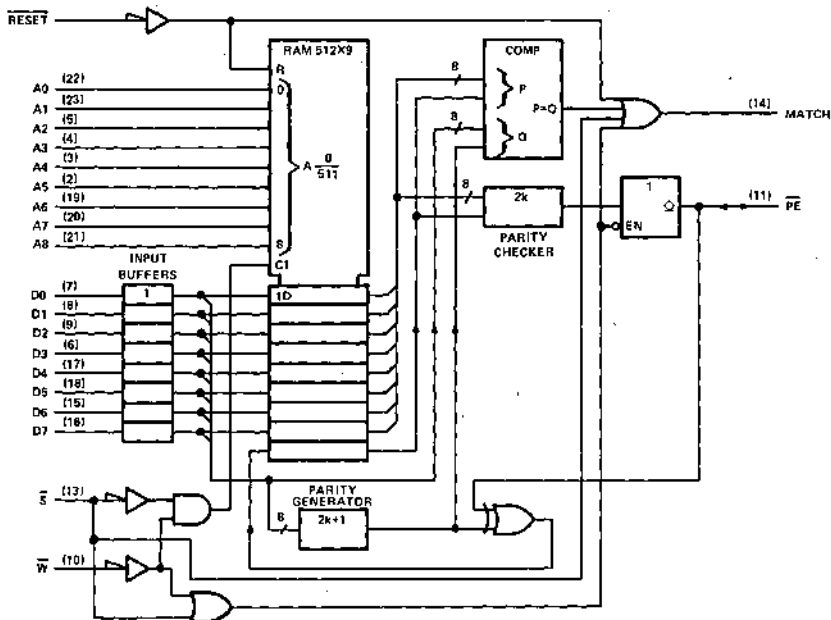 RESET
RAM 512X9
COMP
R
A0 (22)
0
A1 (23)
A2 (5)
A3 (4)
A4 (3)
A5 (2)
A6 (19)
A7 (20)
A8 (21)
8
A 0/511
C1
8
P
8
Q
P=Q
(14) MATCH
8
2k
PARITY
CHECKER
1
EN
(11) PE
INPUT
BUFFERS
D0 (7)
1
1D
D1 (8)
D2 (9)
D3 (6)
D4 (17)
D5 (18)
D6 (15)
D7 (16)
PARITY
GENERATOR
8
2k+1
S (13)
W (10)